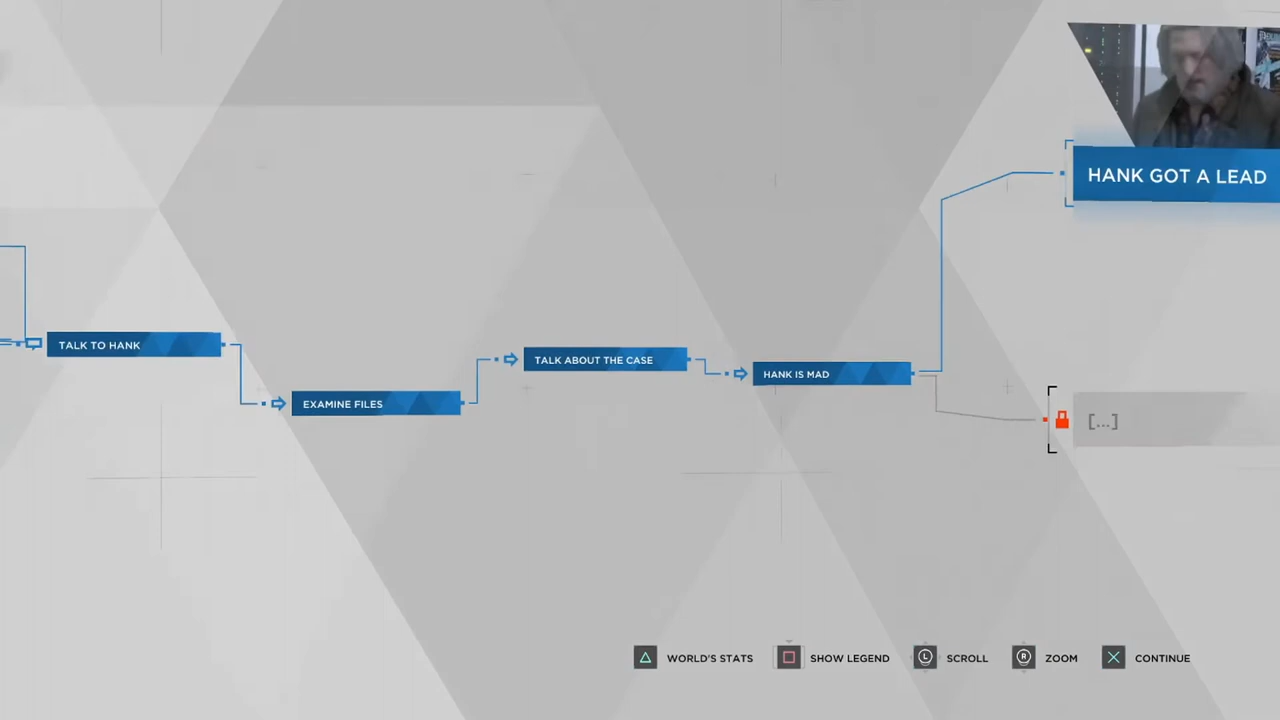 HANK GOT A LEAD
TALK TO HANK
TALK ABOUT THE CASE
HANK IS MAD
EXAMINE FILES
[...]
WORLD'S STATS
SHOW LEGEND
L
SCROLL
R
ZOOM
CONTINUE